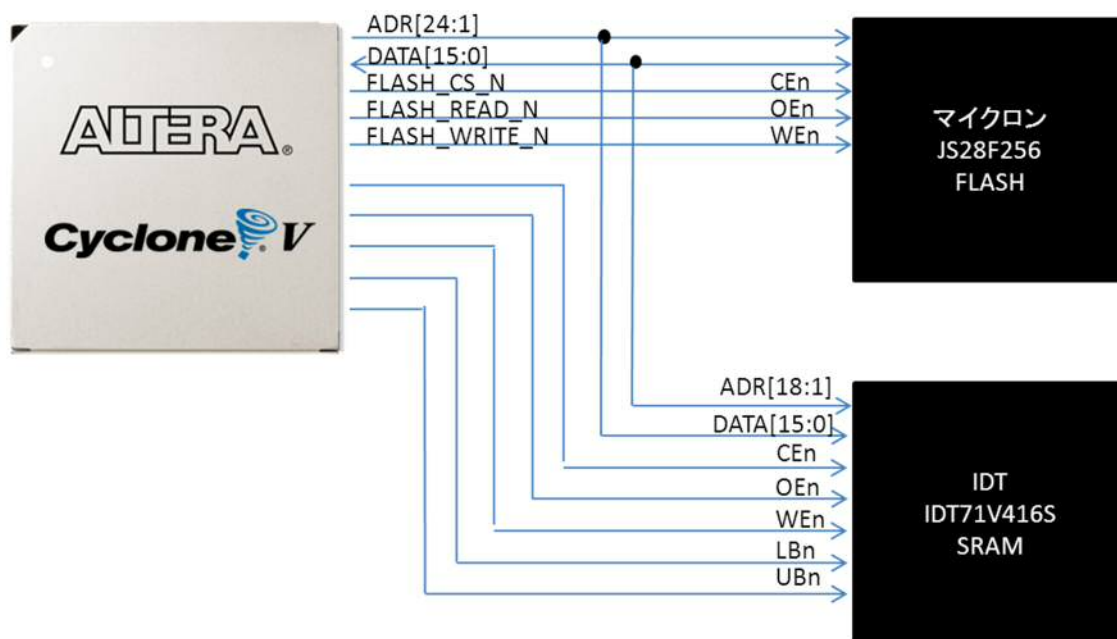 ADR[24:1]
DATA[15:0]
FLASH_CS_N
FLASH_READ_N
FLASH_WRITE_N
CEn
OEn
WEn
ALTERA®
Cyclone® V
マイクロン
JS28F256
FLASH
ADR[18:1]
DATA[15:0]
CEn
OEn
WEn
LBn
UBn
IDT
IDT71V416S
SRAM